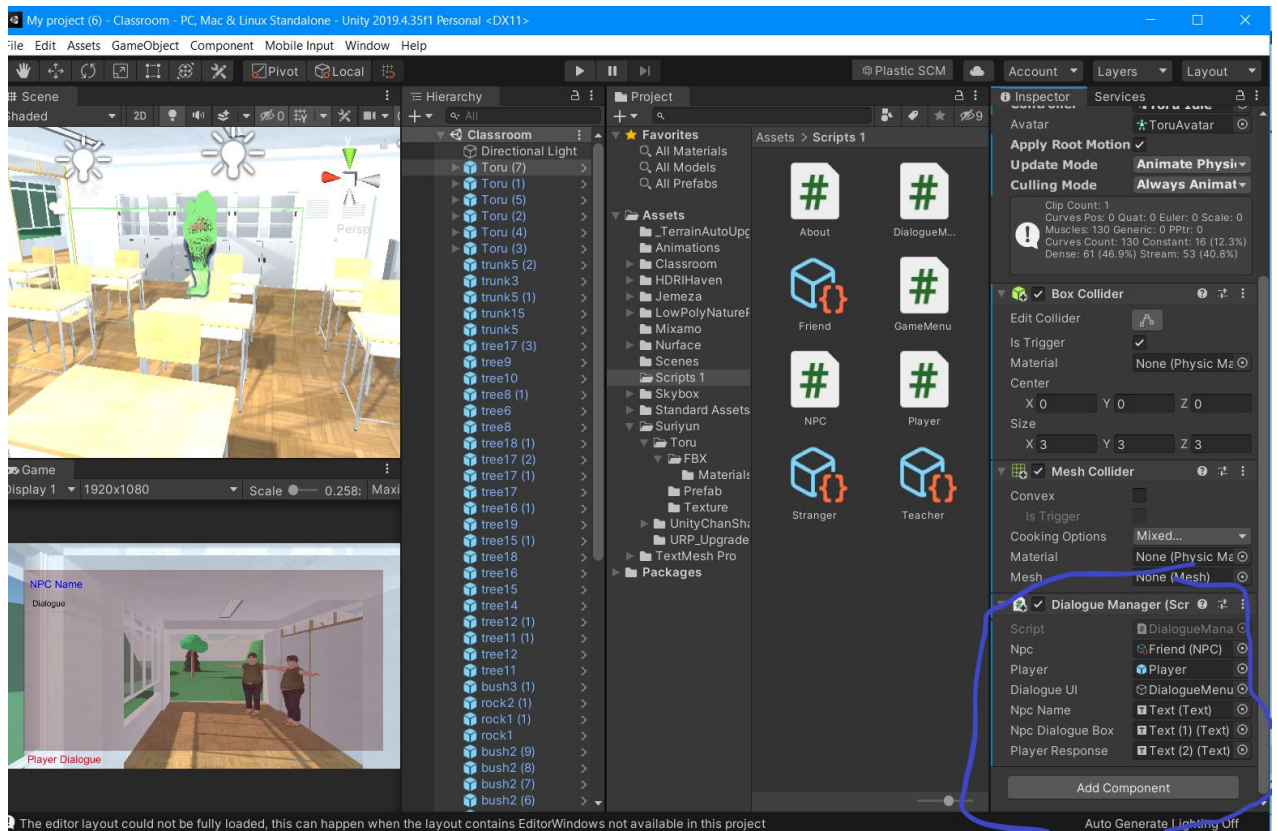 My project (6) - Classroom - PC, Mac & Linux Standalone - Unity 2019.4.35f1 Personal <DX11>
File Edit Assets GameObject Component Mobile Input Window Help
Pivot Local Plastic SCM Account Layers Layout
# Scene
Shaded 2D 0
Persp
Game
Display 1 1920x1080 Scale 0.258: Maxi
NPC Name
Dialogue
Player Dialogue
Hierarchy
All
Classroom
Directional Light
Toru (7)
Toru (1)
Toru (5)
Toru (2)
Toru (4)
Toru (3)
trunk5 (2)
trunk3
trunk5 (1)
trunk15
trunk5
tree17 (3)
tree9
tree10
tree8 (1)
tree6
tree8
tree18 (1)
tree17 (2)
tree17 (1)
tree17
tree16 (1)
tree19
tree15 (1)
tree18
tree16
tree15
tree14
tree12 (1)
tree11 (1)
tree12
tree11
bush3 (1)
rock2 (1)
rock1 (1)
rock1
bush2 (9)
bush2 (8)
bush2 (7)
bush2 (6)
Project
9
Favorites
All Materials
All Models
All Prefabs
Assets
_TerrainAutoUpg
Animations
Classroom
HDRIHaven
Jemeza
LowPolyNatureP
Mixamo
Nurface
Scenes
Scripts 1
Skybox
Standard Assets
Suriyun
Toru
FBX
Materials
Prefab
Texture
UnityChanSha
URP_Upgrade
TextMesh Pro
Packages
Assets > Scripts 1
About DialogueM...
Friend GameMenu
NPC Player
Stranger Teacher
Inspector Services
Controller Toru Idle
Avatar ToruAvatar
Apply Root Motion
Update Mode Animate Physi
Culling Mode Always Animat
Clip Count: 1
Curves Pos: 0 Quat: 0 Euler: 0 Scale: 0
Muscles: 130 Generic: 0 PPtr: 0
Curves Count: 130 Constant: 16 (12.3%)
Dense: 61 (46.9%) Stream: 53 (40.8%)
Box Collider
Edit Collider
Is Trigger
Material None (Physic Ma
Center
X 0 Y 0 Z 0
Size
X 3 Y 3 Z 3
Mesh Collider
Convex
Is Trigger
Cooking Options Mixed...
Material None (Physic Ma
Mesh None (Mesh)
Dialogue Manager (Scr
Script DialogueMana
Npc Friend (NPC)
Player Player
Dialogue UI DialogueMenu
Npc Name Text (Text)
Npc Dialogue Box Text (1) (Text)
Player Response Text (2) (Text)
Add Component
The editor layout could not be fully loaded, this can happen when the layout contains EditorWindows not available in this project
Auto Generate Lighting Off